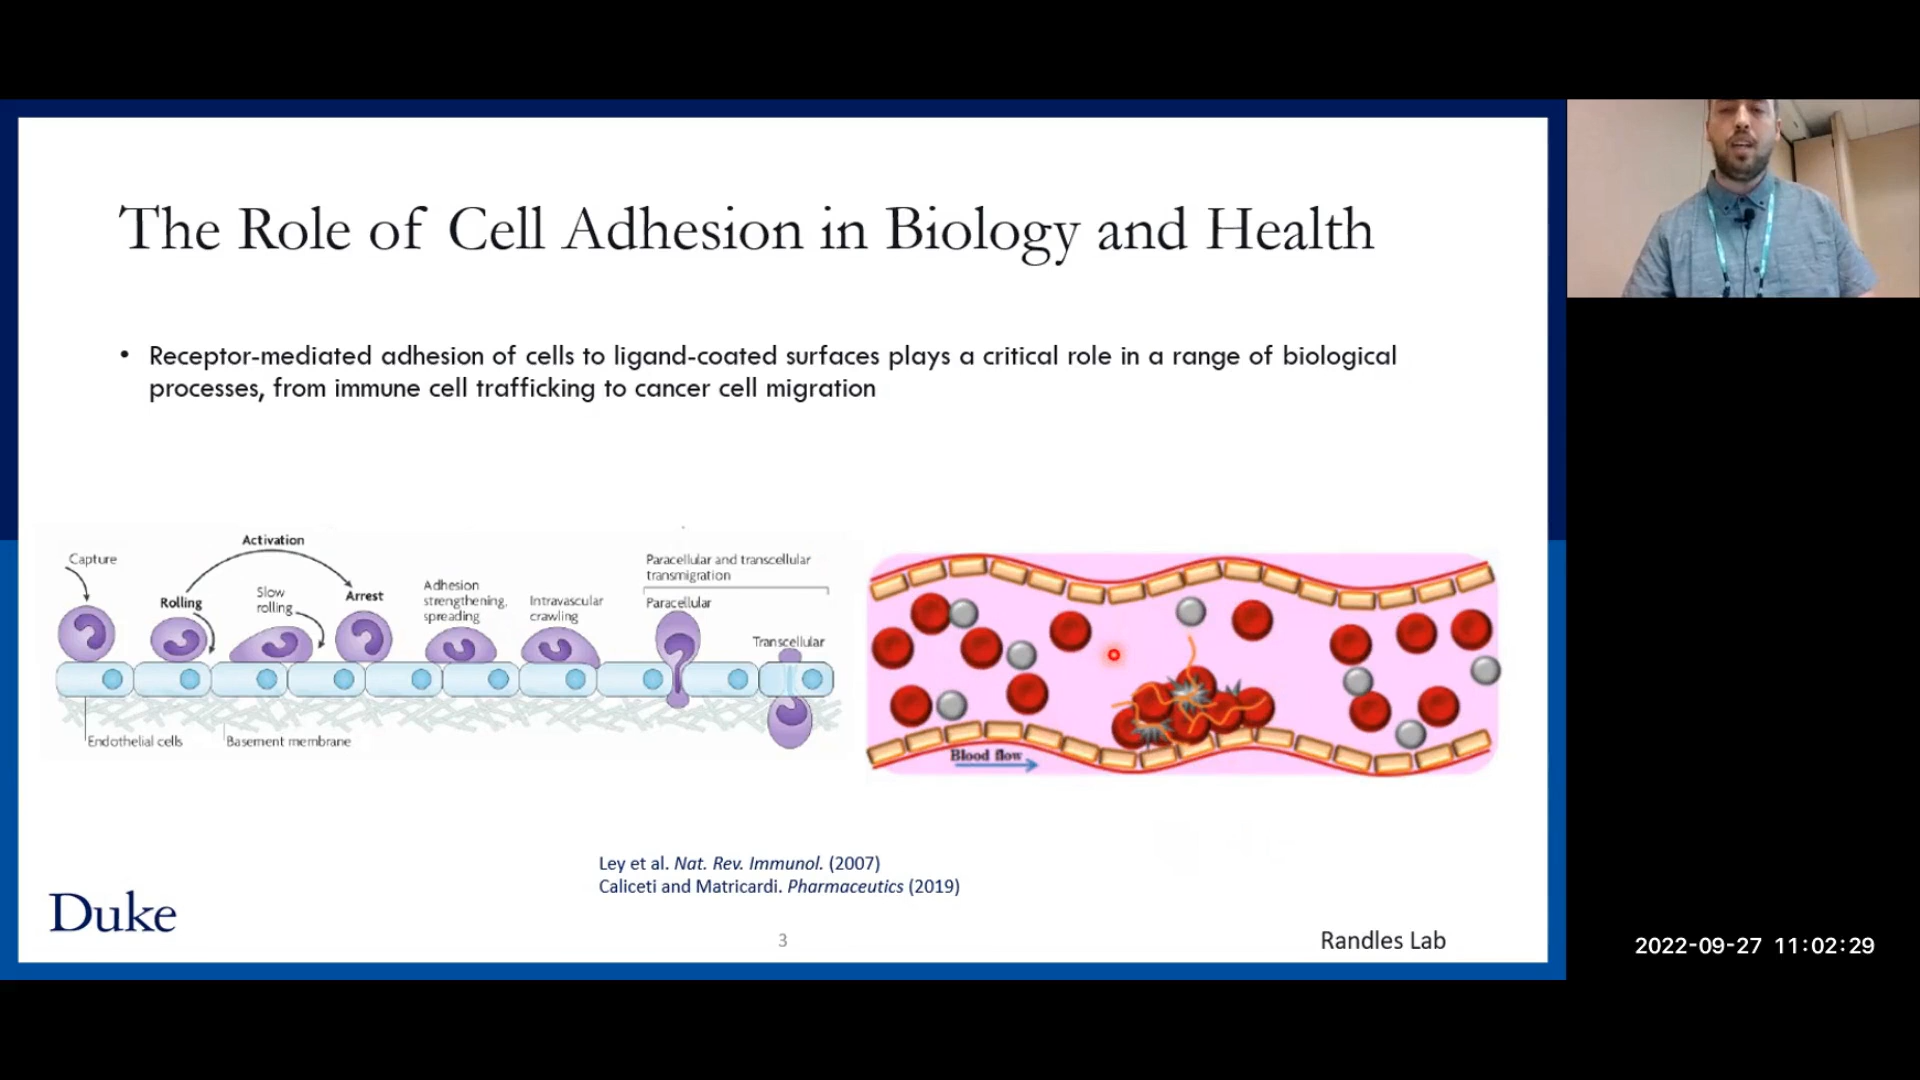 The Role of Cell Adhesion in Biology and Health
• Receptor-mediated adhesion of cells to ligand-coated surfaces plays a critical role in a range of biological
processes, from immune cell trafficking to cancer cell migration
Capture
Activation
Rolling
Slow
rolling
Arrest
Adhesion
strengthening,
spreading
Intravascular
crawling
Paracellular and transcellular
transmigration
Paracellular
Transcellular
Endothelial cells
Basement membrane
Blood flow
Ley et al. Nat. Rev. Immunol. (2007)
Caliceti and Matricardi. Pharmaceutics (2019)
Duke
3
Randles Lab
2022-09-27 11:02:29